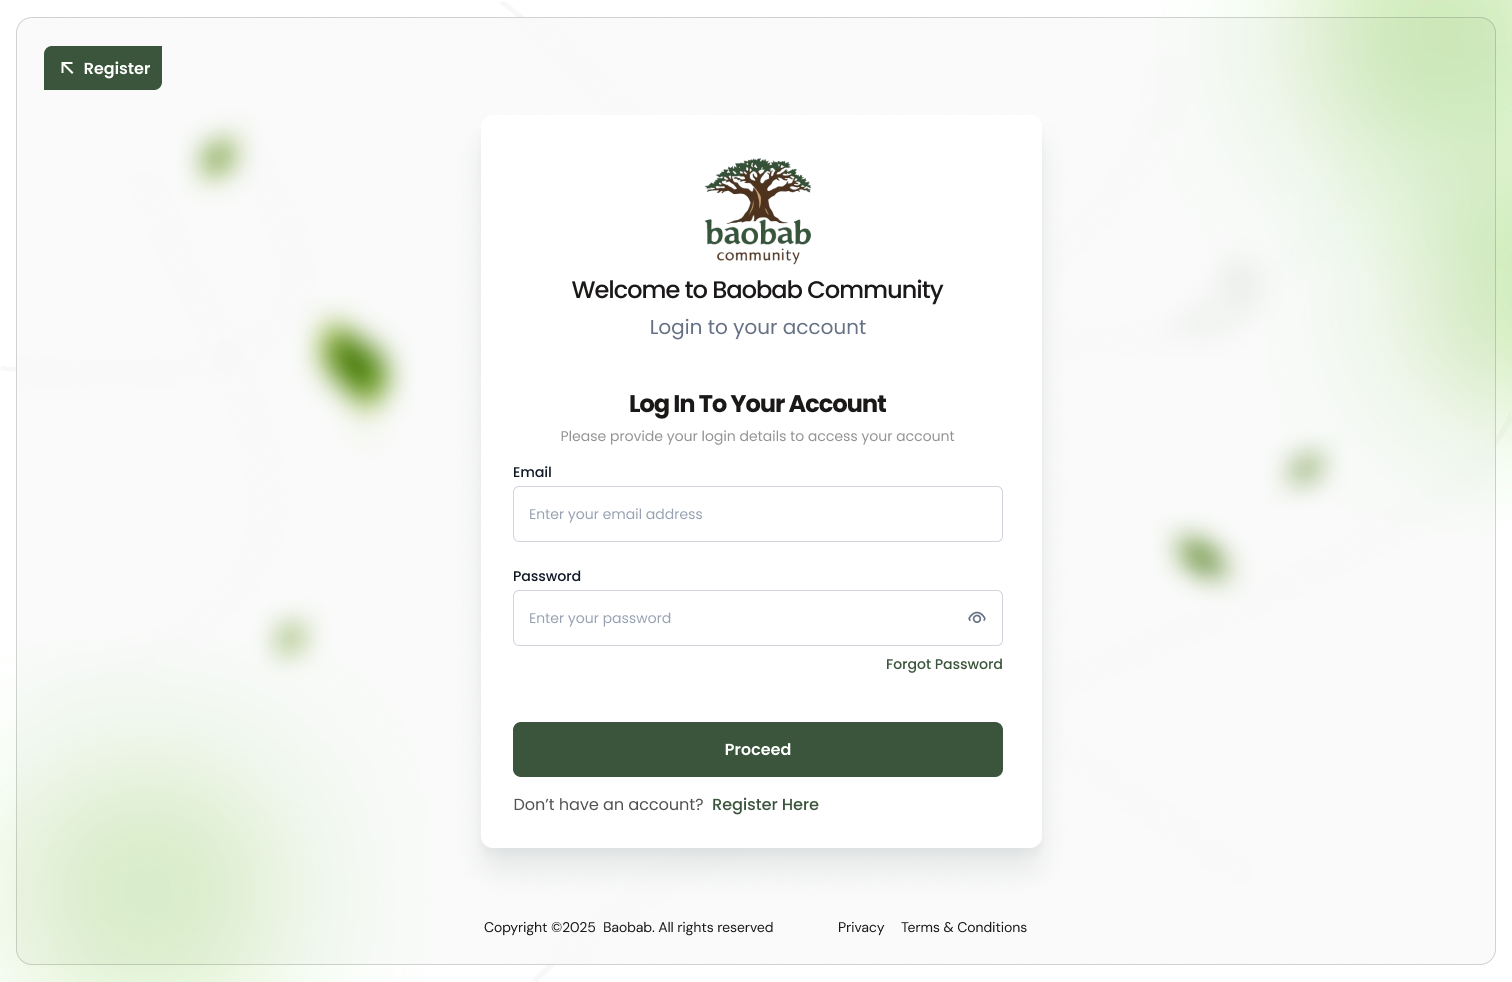 Register
baobab
community
Welcome to Baobab Community
Login to your account
Log In To Your Account
Please provide your login details to access your account
Email
Enter your email address
Password
Enter your password
Forgot Password
Proceed
Don’t have an account? Register Here
Copyright ©2025 Baobab. All rights reserved Privacy Terms & Conditions